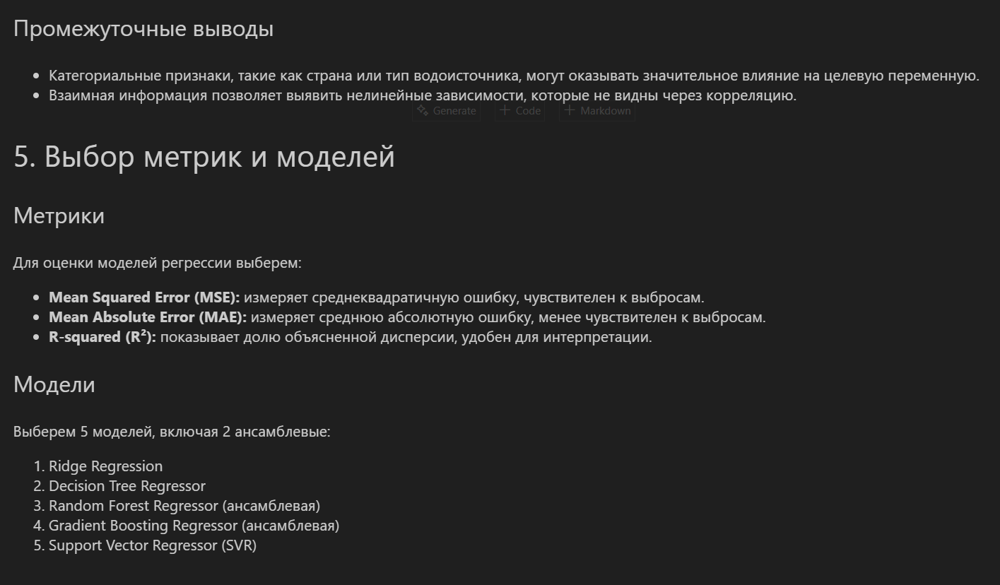 Промежуточные выводы
Категориальные признаки, такие как страна или тип водоисточника, могут оказывать значительное влияние на целевую переменную.
Взаимная информация позволяет выявить нелинейные зависимости, которые не видны через корреляцию.
Generate
Code
Markdown
5. Выбор метрик и моделей
Метрики
Для оценки моделей регрессии выберем:
Mean Squared Error (MSE): измеряет среднеквадратичную ошибку, чувствителен к выбросам.
Mean Absolute Error (MAE): измеряет среднюю абсолютную ошибку, менее чувствителен к выбросам.
R-squared (R²): показывает долю объясненной дисперсии, удобен для интерпретации.
Модели
Выберем 5 моделей, включая 2 ансамблевые:
1. Ridge Regression
2. Decision Tree Regressor
3. Random Forest Regressor (ансамблевая)
4. Gradient Boosting Regressor (ансамблевая)
5. Support Vector Regressor (SVR)